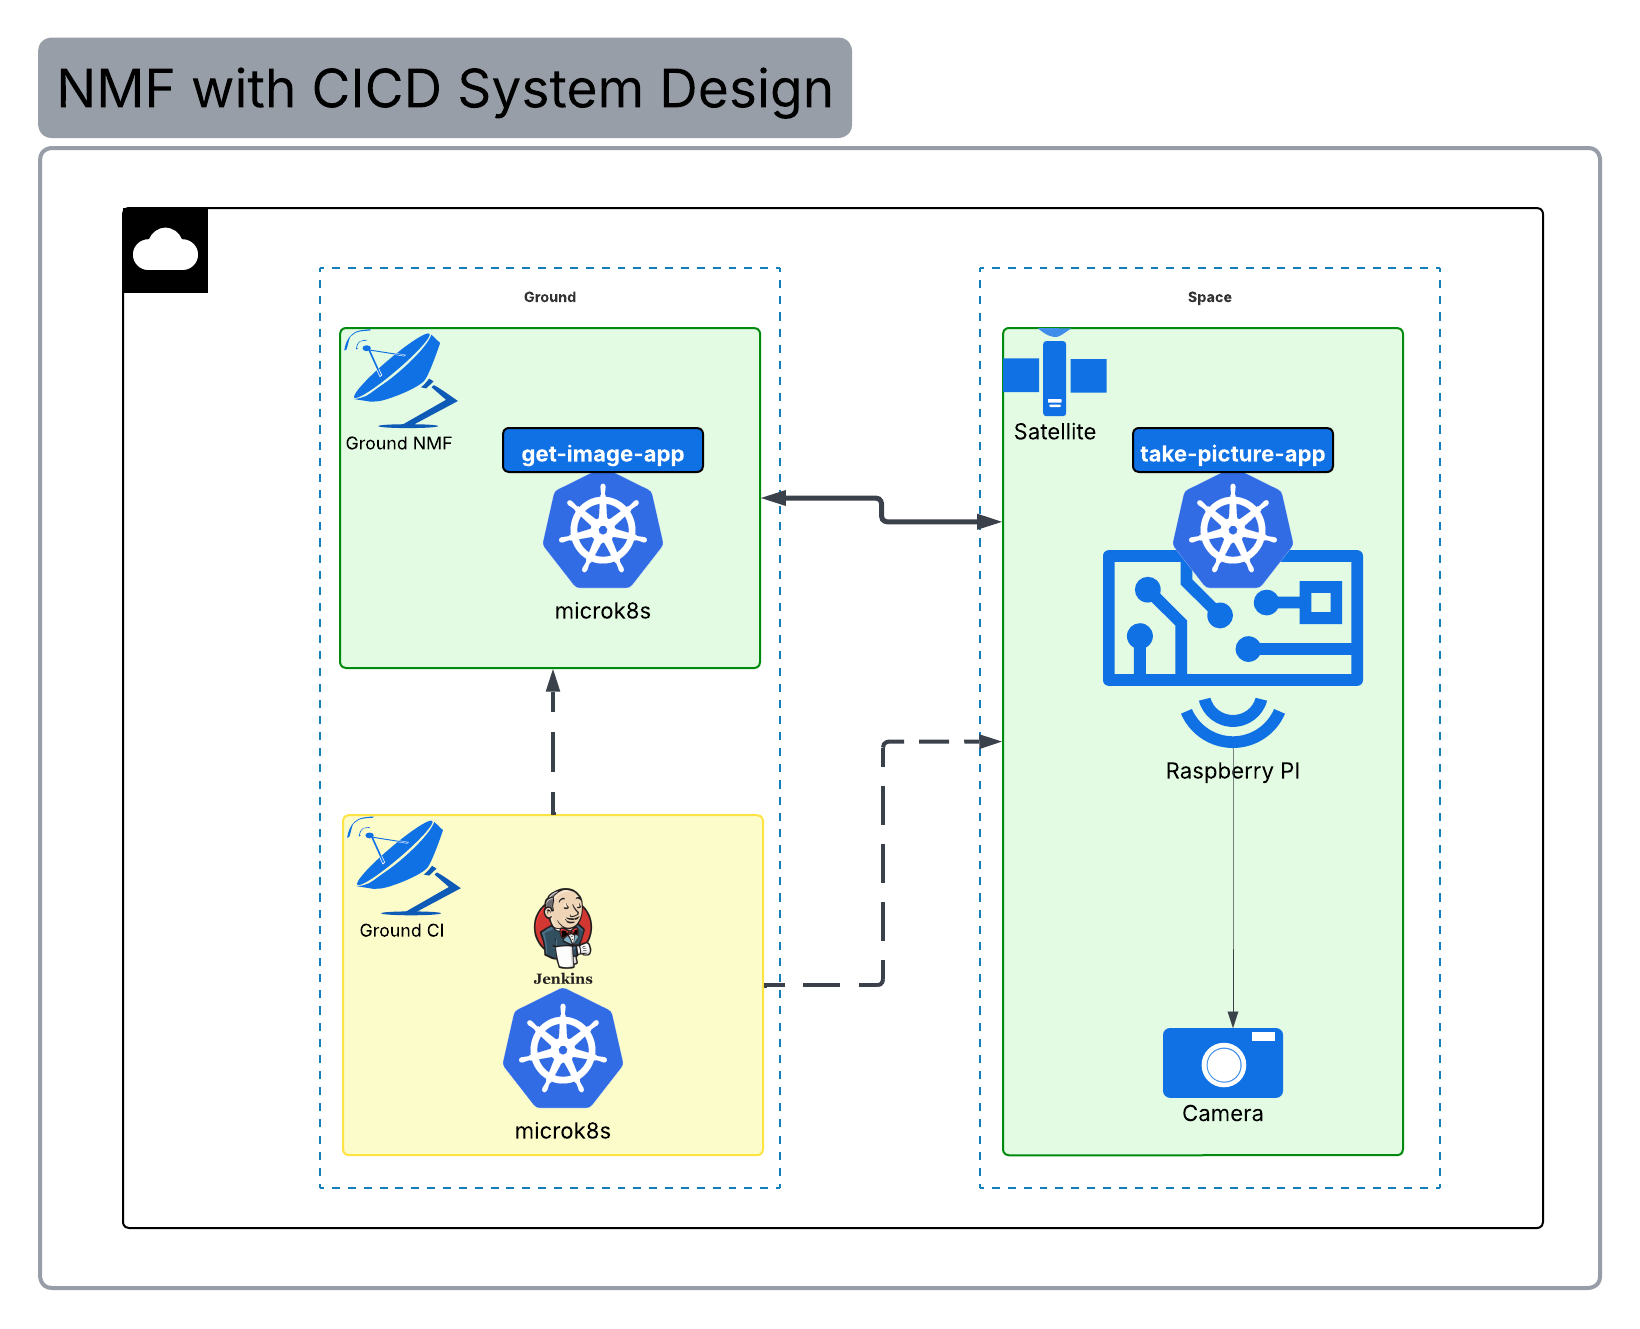 NMF with CICD System Design
Ground
Ground NMF
get-image-app
microk8s
Ground CI
Jenkins
microk8s
Space
Satellite
take-picture-app
Raspberry PI
Camera